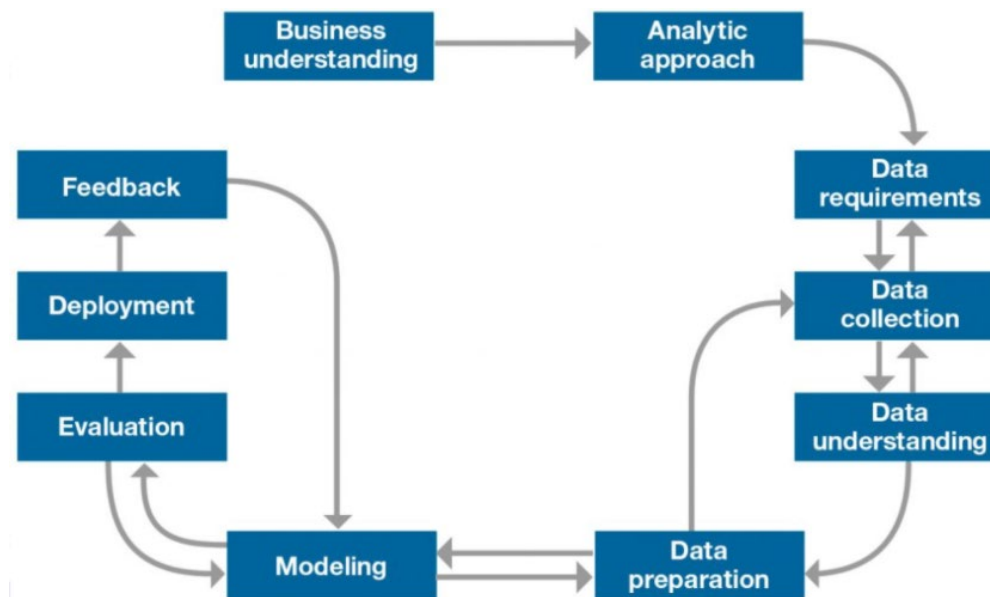 Business
understanding
Analytic
approach
Data
requirements
Data
collection
Data
understanding
Data
preparation
Modeling
Evaluation
Deployment
Feedback